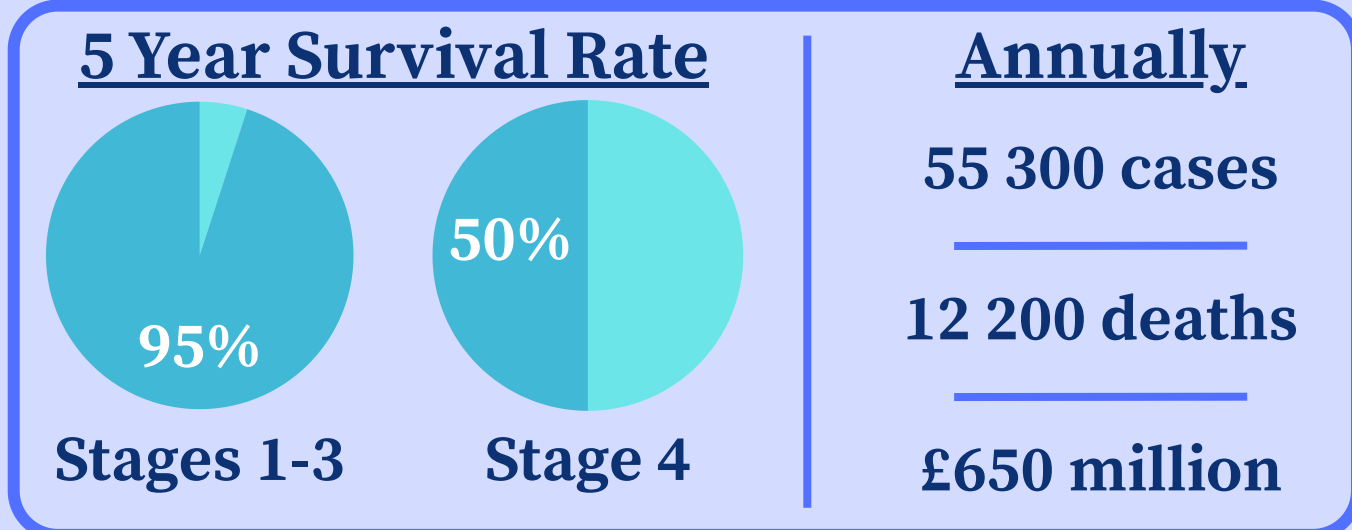 5 Year Survival Rate
95%
50%
Stages 1-3
Stage 4
Annually
55 300 cases
12 200 deaths
£650 million